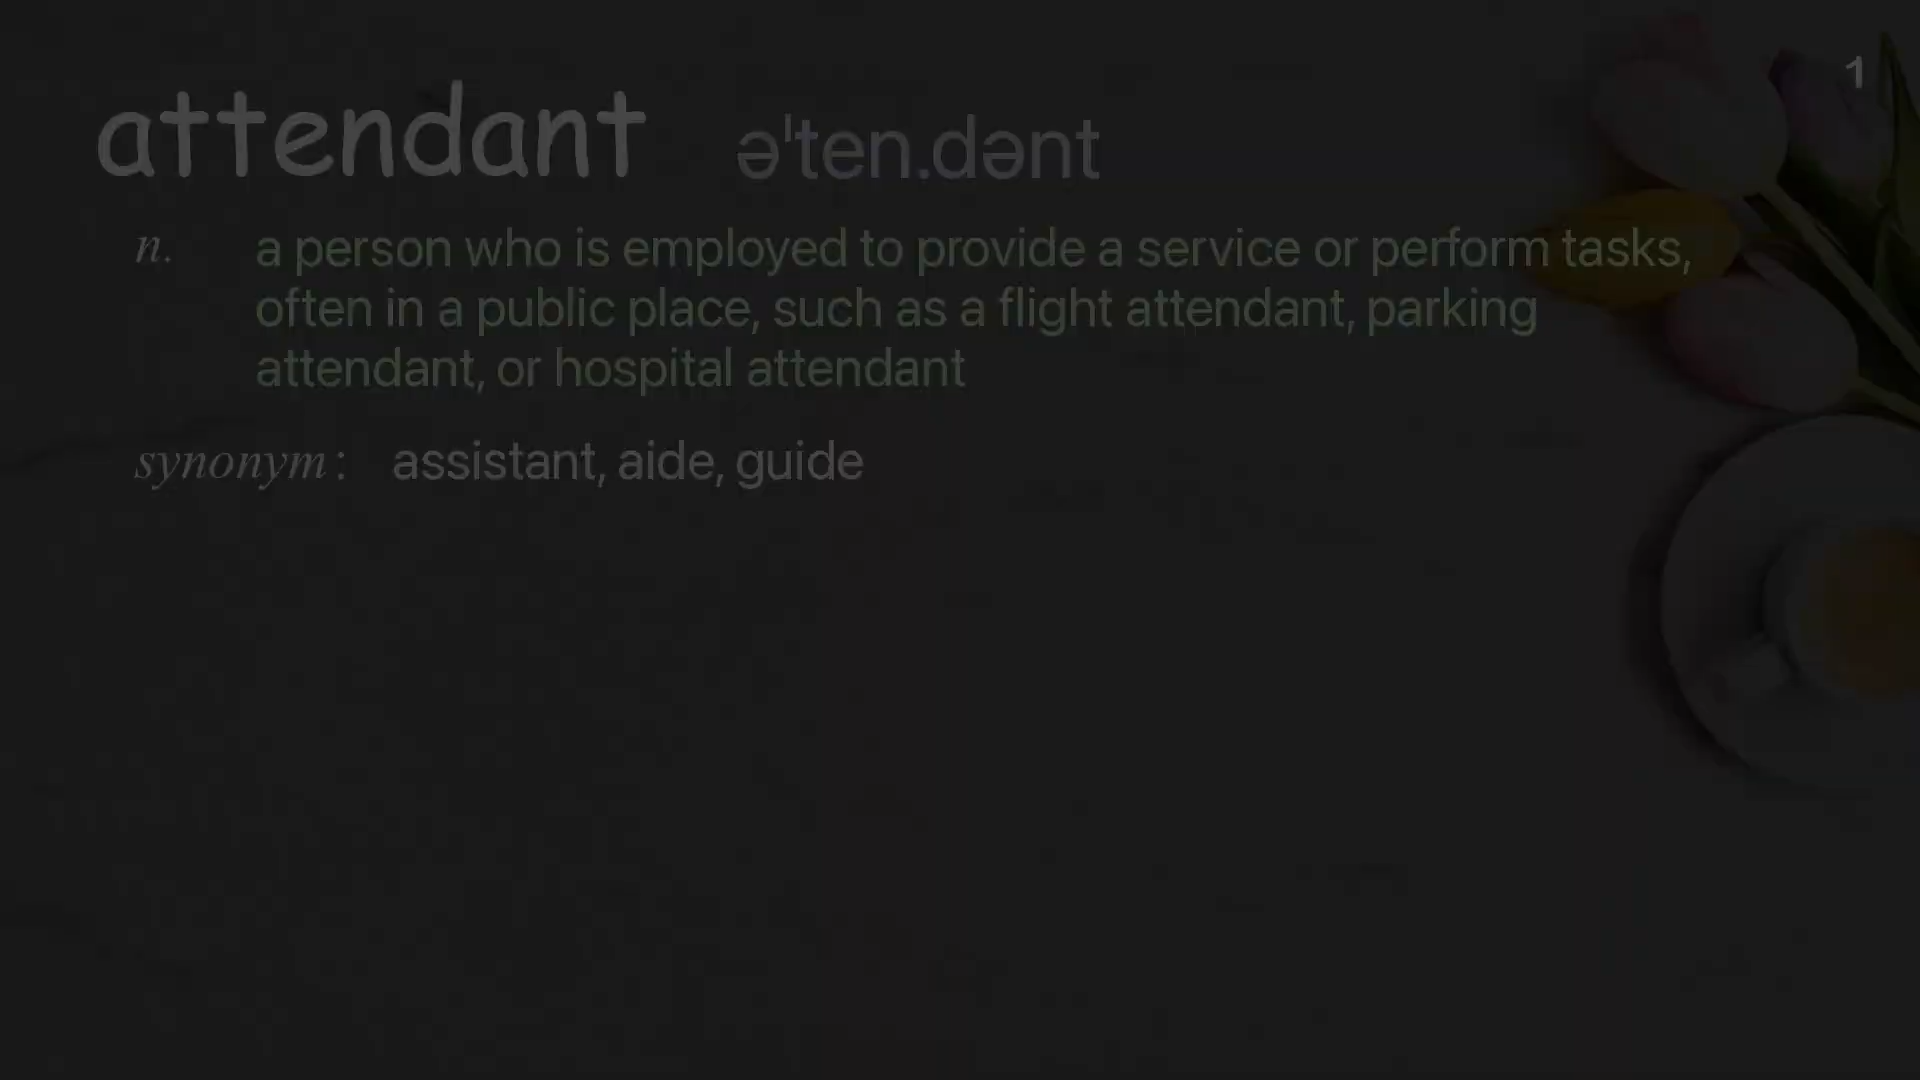 1
attendant əˈten.dənt
n. a person who is employed to provide a service or perform tasks,
often in a public place, such as a flight attendant, parking
attendant, or hospital attendant
synonym: assistant, aide, guide